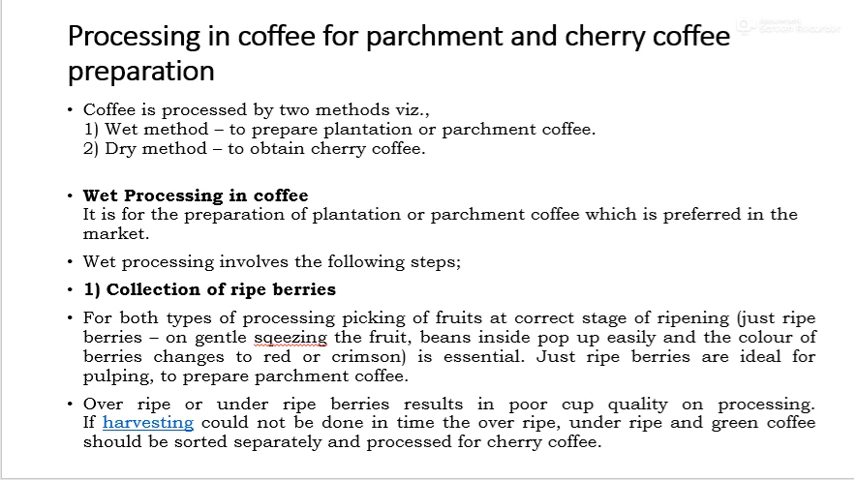 Processing in coffee for parchment and cherry coffee
preparation
• Coffee is processed by two methods viz.,
1) Wet method – to prepare plantation or parchment coffee.
2) Dry method – to obtain cherry coffee.
• Wet Processing in coffee
It is for the preparation of plantation or parchment coffee which is preferred in the
market.
• Wet processing involves the following steps;
• 1) Collection of ripe berries
• For both types of processing picking of fruits at correct stage of ripening (just ripe
berries – on gentle sqeezing the fruit, beans inside pop up easily and the colour of
berries changes to red or crimson) is essential. Just ripe berries are ideal for
pulping, to prepare parchment coffee.
• Over ripe or under ripe berries results in poor cup quality on processing.
If harvesting could not be done in time the over ripe, under ripe and green coffee
should be sorted separately and processed for cherry coffee.